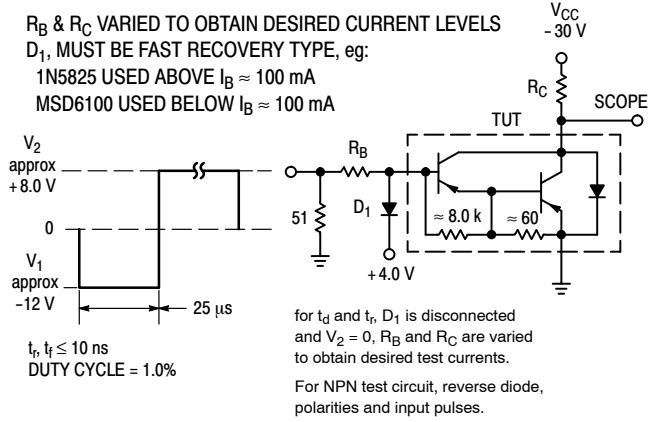 R_B & R_C VARIED TO OBTAIN DESIRED CURRENT LEVELS
D_1, MUST BE FAST RECOVERY TYPE, eg:
1N5825 USED ABOVE I_B ≈ 100 mA
MSD6100 USED BELOW I_B ≈ 100 mA
V_CC
- 30 V
R_C
SCOPE
TUT
V_2
approx
+ 8.0 V
0
V_1
approx
-12 V
25 μs
t_r, t_f ≤ 10 ns
DUTY CYCLE = 1.0%
R_B
51
D_1
+ 4.0 V
≈ 8.0 k
≈ 60
for t_d and t_r, D_1 is disconnected
and V_2 = 0, R_B and R_C are varied
to obtain desired test currents.
For NPN test circuit, reverse diode,
polarities and input pulses.